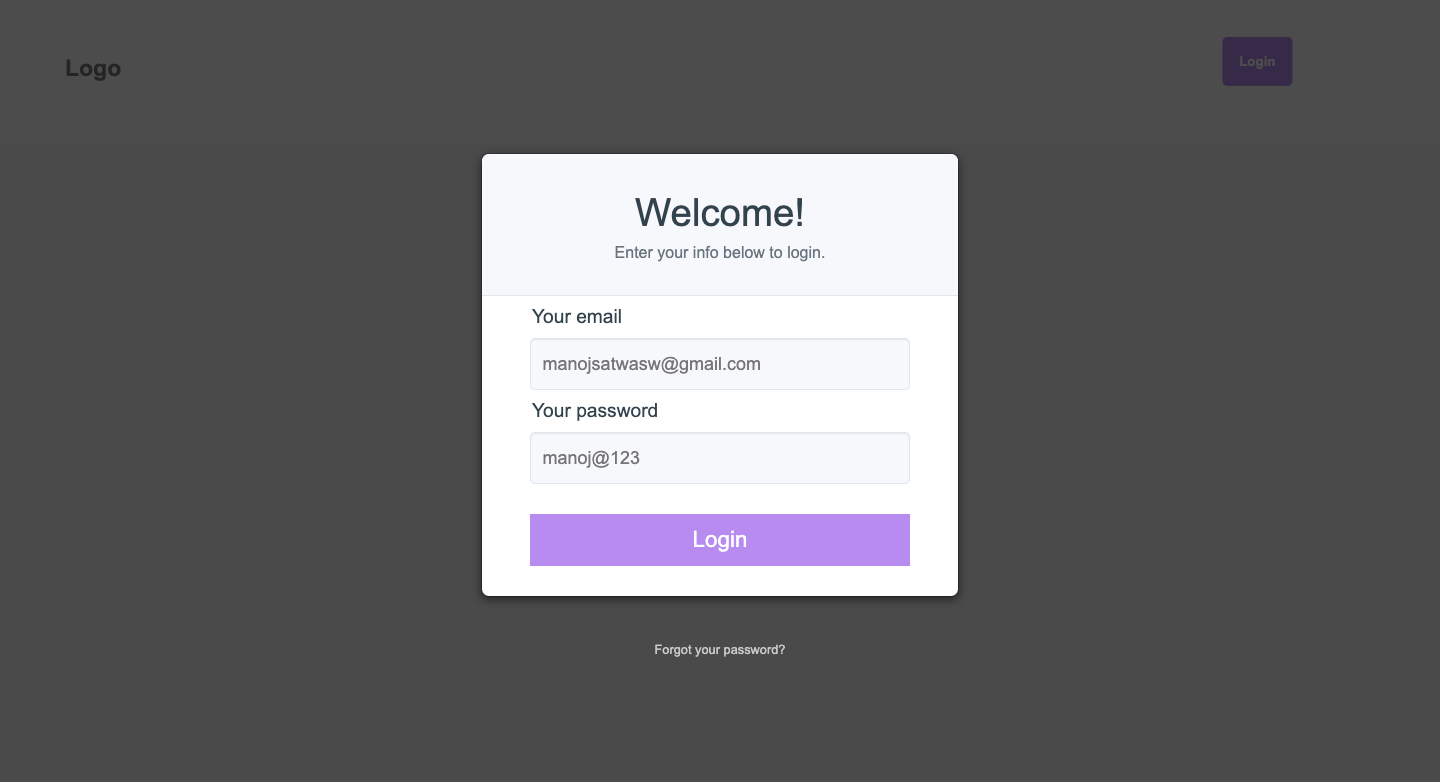 Logo
Login
Welcome!
Enter your info below to login.
Your email
manojsatwasw@gmail.com
Your password
manoj@123
Login
Forgot your password?